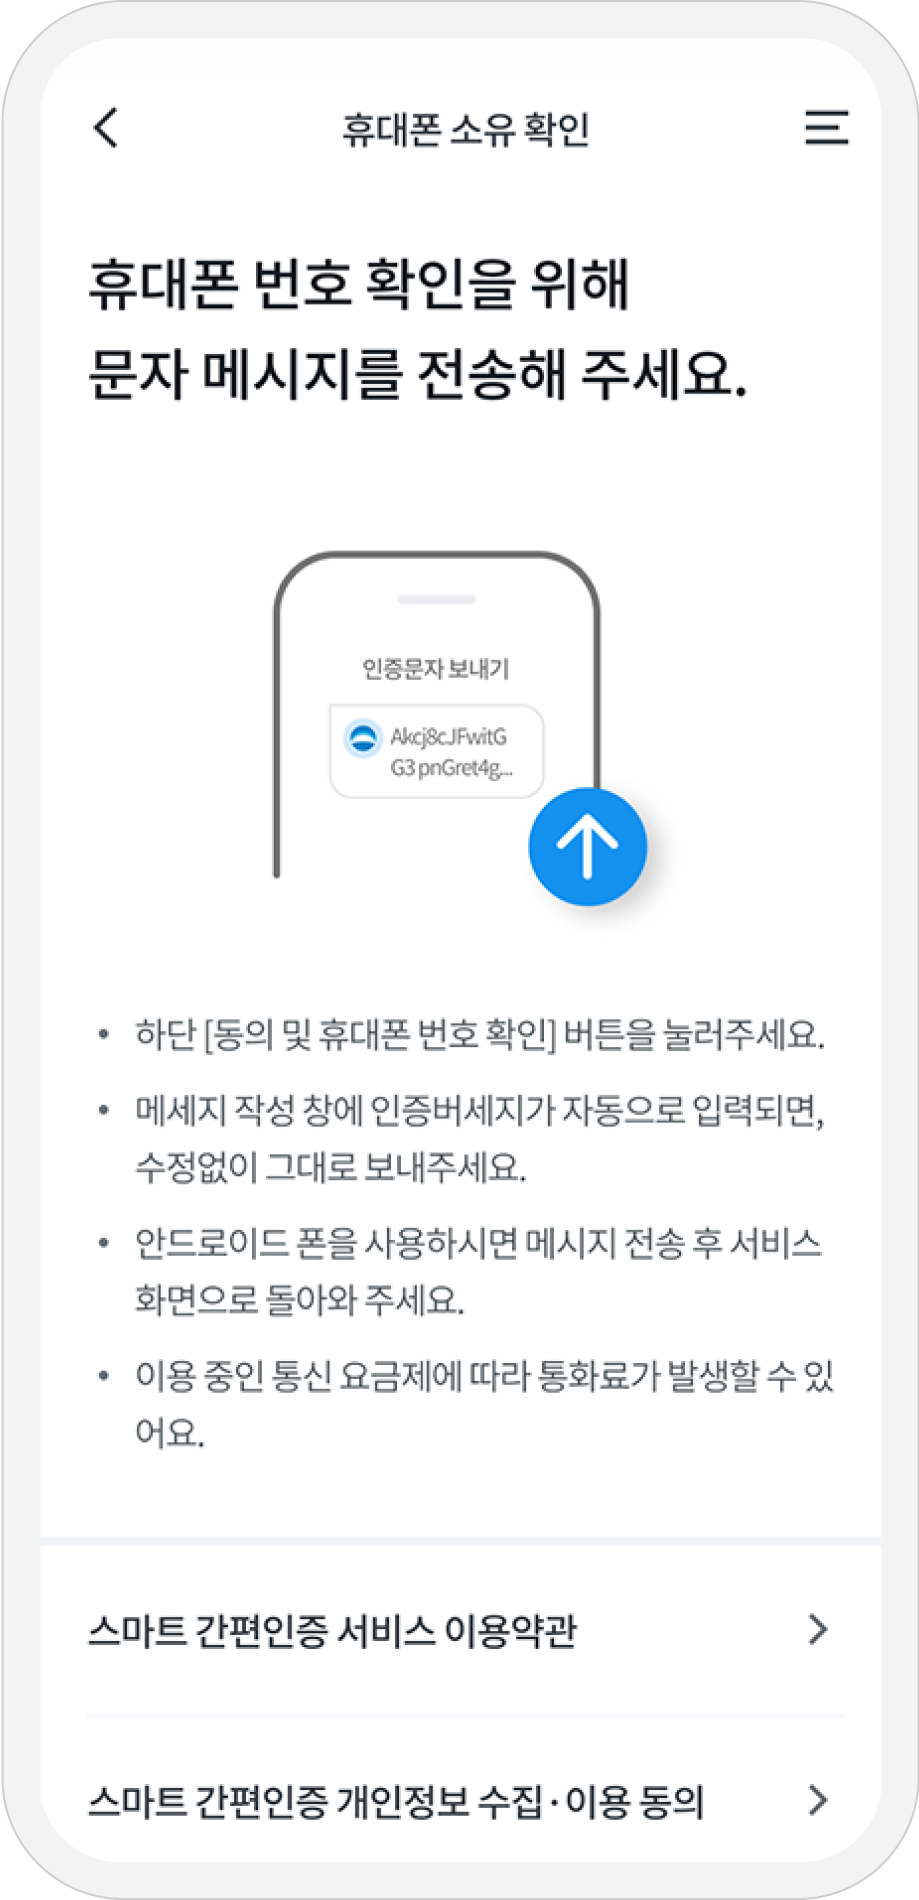 휴대폰 소유 확인
휴대폰 번호 확인을 위해
문자 메시지를 전송해 주세요.
인증문자 보내기
Akcj8cJFwitG
G3 pnGret4g...
• 하단 [동의 및 휴대폰 번호 확인] 버튼을 눌러주세요.
• 메세지 작성 창에 인증버세지가 자동으로 입력되면,
수정없이 그대로 보내주세요.
• 안드로이드 폰을 사용하시면 메시지 전송 후 서비스
화면으로 돌아와 주세요.
• 이용 중인 통신 요금제에 따라 통화료가 발생할 수 있
어요.
스마트 간편인증 서비스 이용약관
스마트 간편인증 개인정보 수집·이용 동의